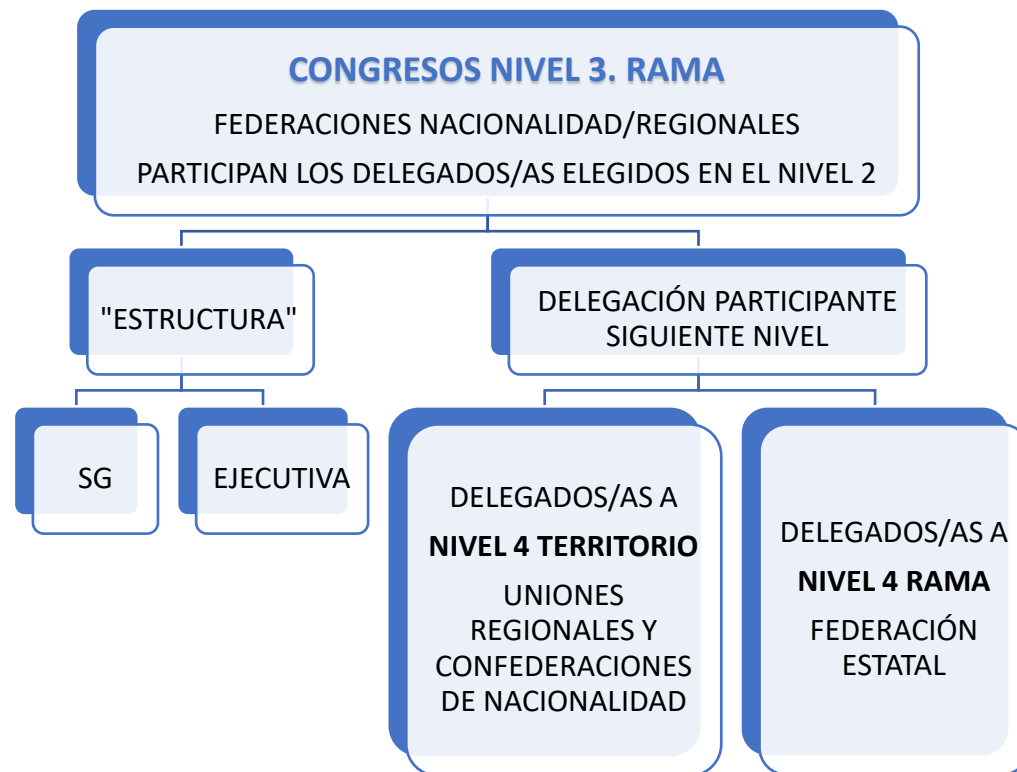 CONGRESOS NIVEL 3. RAMA
FEDERACIONES NACIONALIDAD/REGIONALES
PARTICIPAN LOS DELEGADOS/AS ELEGIDOS EN EL NIVEL 2
"ESTRUCTURA"
DELEGACIÓN PARTICIPANTE
SIGUIENTE NIVEL
SG
EJECUTIVA
DELEGADOS/AS A
NIVEL 4 TERRITORIO
UNIONES
REGIONALES Y
CONFEDERACIONES
DE NACIONALIDAD
DELEGADOS/AS A
NIVEL 4 RAMA
FEDERACIÓN
ESTATAL